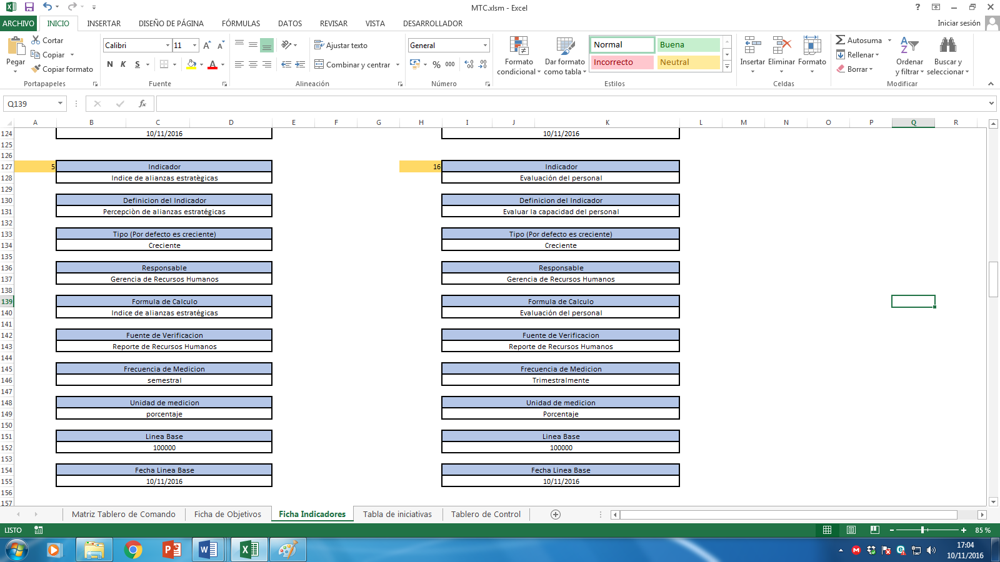 MTC.xlsm - Excel
ARCHIVO INICIO INSERTAR DISEÑO DE PÁGINA FÓRMULAS DATOS REVISAR VISTA DESARROLLADOR Iniciar sesión
Pegar
Cortar
Copiar
Copiar formato
Portapapeles
Calibri 11
N K S
Fuente
Ajustar texto
Combinar y centrar
Alineación
General
% 000
Número
Formato condicional
Dar formato como tabla
Normal Buena
Incorrecto Neutral
Estilos
Insertar Eliminar Formato
Celdas
Autosuma
Rellenar
Borrar
Ordenar y filtrar
Buscar y seleccionar
Modificar
Q139 fx
A B C D E F G H I J K L M N O P Q R
124 10/11/2016 10/11/2016
125
126
127 5 Indicador 16 Indicador
128 Indice de alianzas estratègicas Evaluación del personal
129
130 Definicion del Indicador Definicion del Indicador
131 Percepciòn de alianzas estratégicas Evaluar la capacidad del personal
132
133 Tipo (Por defecto es creciente) Tipo (Por defecto es creciente)
134 Creciente Creciente
135
136 Responsable Responsable
137 Gerencia de Recursos Humanos Gerencia de Recursos Humanos
138
139 Formula de Calculo Formula de Calculo
140 Indice de alianzas estratégicas Evaluación del personal
141
142 Fuente de Verificacion Fuente de Verificacion
143 Reporte de Recursos Humanos Reporte de Recursos Humanos
144
145 Frecuencia de Medicion Frecuencia de Medicion
146 semestral Trimestralmente
147
148 Unidad de medicion Unidad de medicion
149 porcentaje Porcentaje
150
151 Linea Base Linea Base
152 100000 100000
153
154 Fecha Linea Base Fecha Linea Base
155 10/11/2016 10/11/2016
156
157
Matriz Tablero de Comando Ficha de Objetivos Ficha Indicadores Tabla de iniciativas Tablero de Control
LISTO 85 %
17:04
10/11/2016